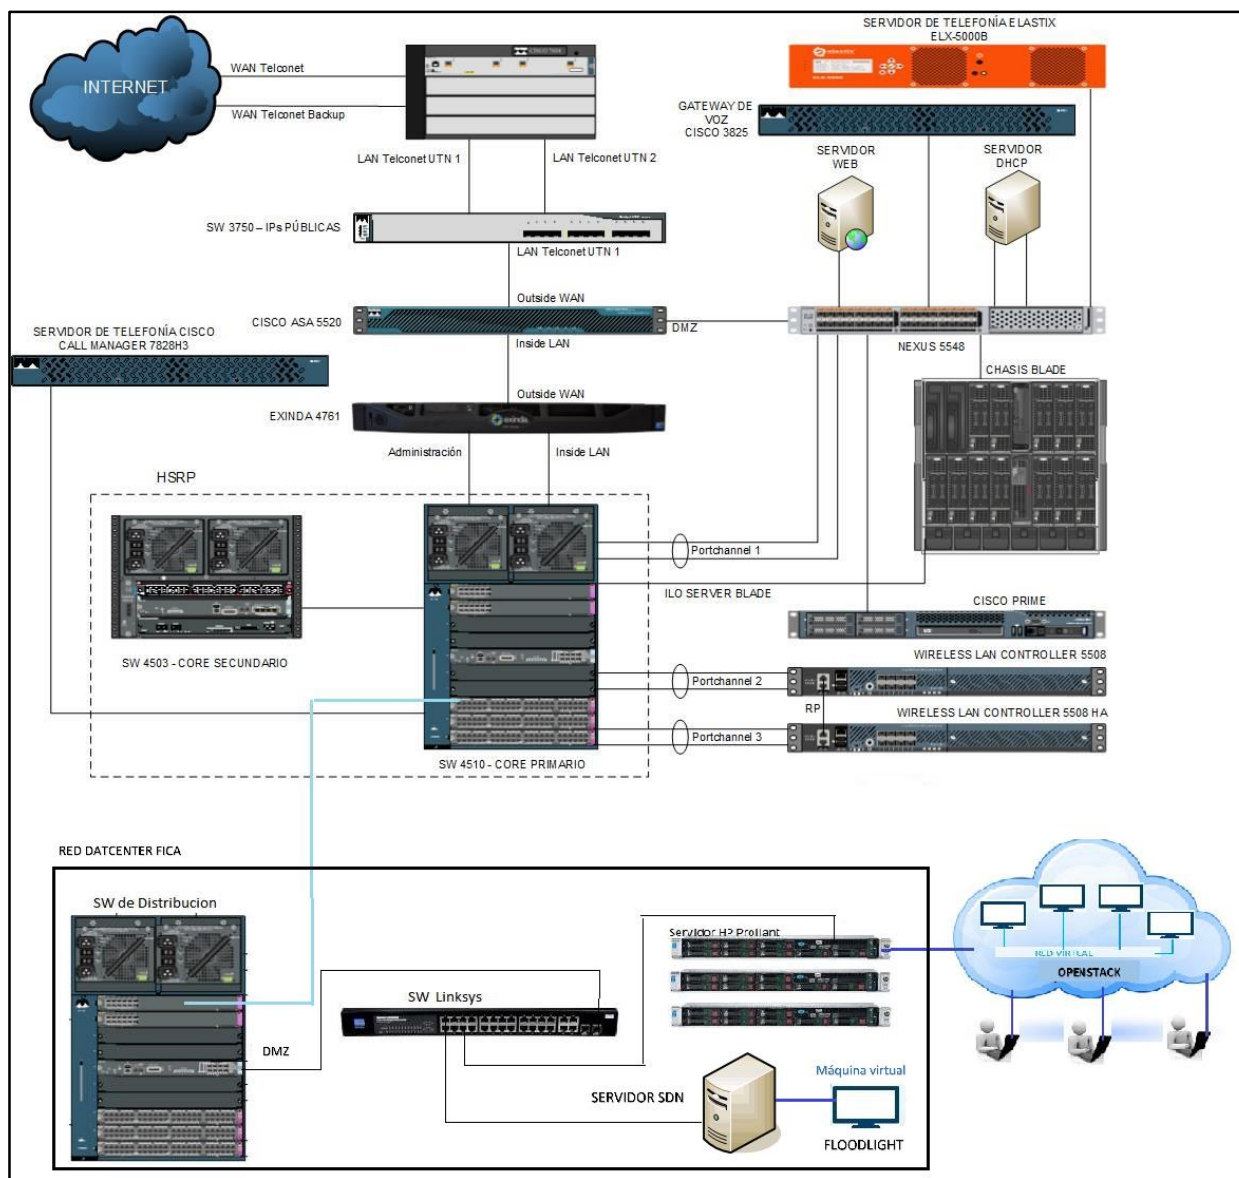 SERVIDOR DE TELEFONÍA ELASTIX
ELX-5000B
INTERNET
WAN Telconet
WAN Telconet Backup
CISCO 7604
GATEWAY DE
VOZ
CISCO 3825
LAN Telconet UTN 1
LAN Telconet UTN 2
SERVIDOR
WEB
SERVIDOR
DHCP
SW 3750 – IPs PÚBLICAS
LAN Telconet UTN 1
Outside WAN
CISCO ASA 5520
DMZ
Inside LAN
NEXUS 5548
SERVIDOR DE TELEFONÍA CISCO
CALL MANAGER 7828H3
CHASIS BLADE
Outside WAN
EXINDA 4761
exinda
Administración
Inside LAN
HSRP
Portchannel 1
ILO SERVER BLADE
CISCO PRIME
SW 4503 - CORE SECUNDARIO
WIRELESS LAN CONTROLLER 5508
Portchannel 2
RP
WIRELESS LAN CONTROLLER 5508 HA
Portchannel 3
SW 4510 - CORE PRIMARIO
RED DATCENTER FICA
SW de Distribucion
Servidor HP Proliant
RED VIRTUAL
OPENSTACK
SW Linksys
DMZ
SERVIDOR SDN
Máquina virtual
FLOODLIGHT